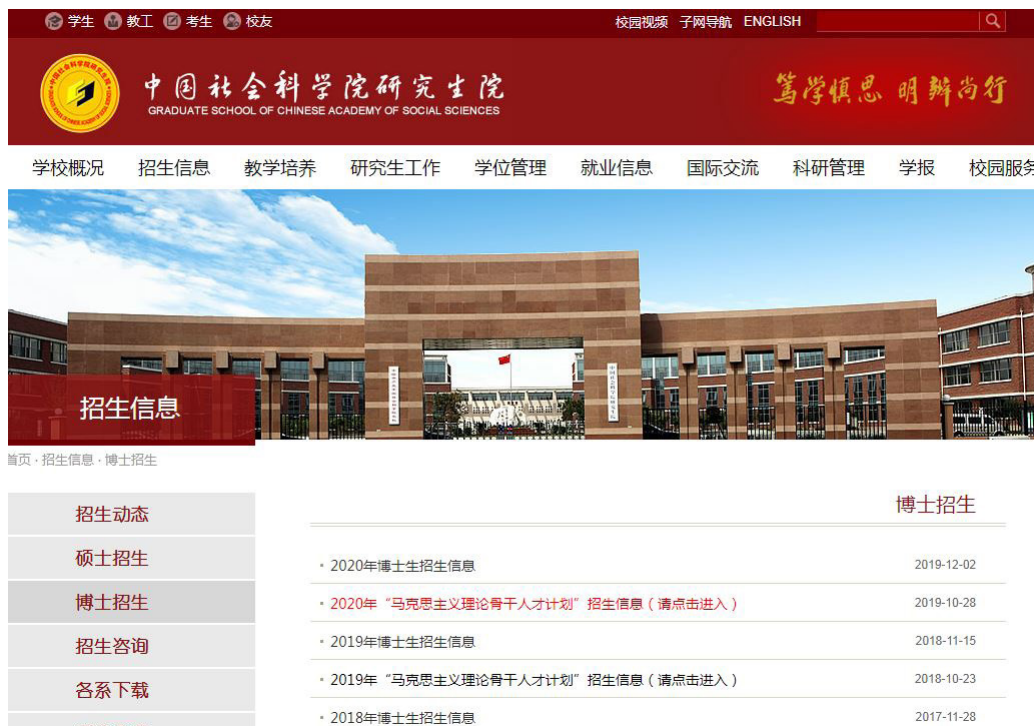 学生 教工 考生 校友 校园视频 子网导航 ENGLISH
中国社会科学院研究生院 笃学慎思 明辨尚行
GRADUATE SCHOOL OF CHINESE ACADEMY OF SOCIAL SCIENCES
学校概况 招生信息 教学培养 研究生工作 学位管理 就业信息 国际交流 科研管理 学报 校园服务
招生信息
首页 · 招生信息 · 博士招生
博士招生
招生动态
硕士招生
博士招生
招生咨询
各系下载
2020年博士生招生信息 2019-12-02
2020年“马克思主义理论骨干人才计划”招生信息（请点击进入） 2019-10-28
2019年博士生招生信息 2018-11-15
2019年“马克思主义理论骨干人才计划”招生信息（请点击进入） 2018-10-23
2018年博士生招生信息 2017-11-28